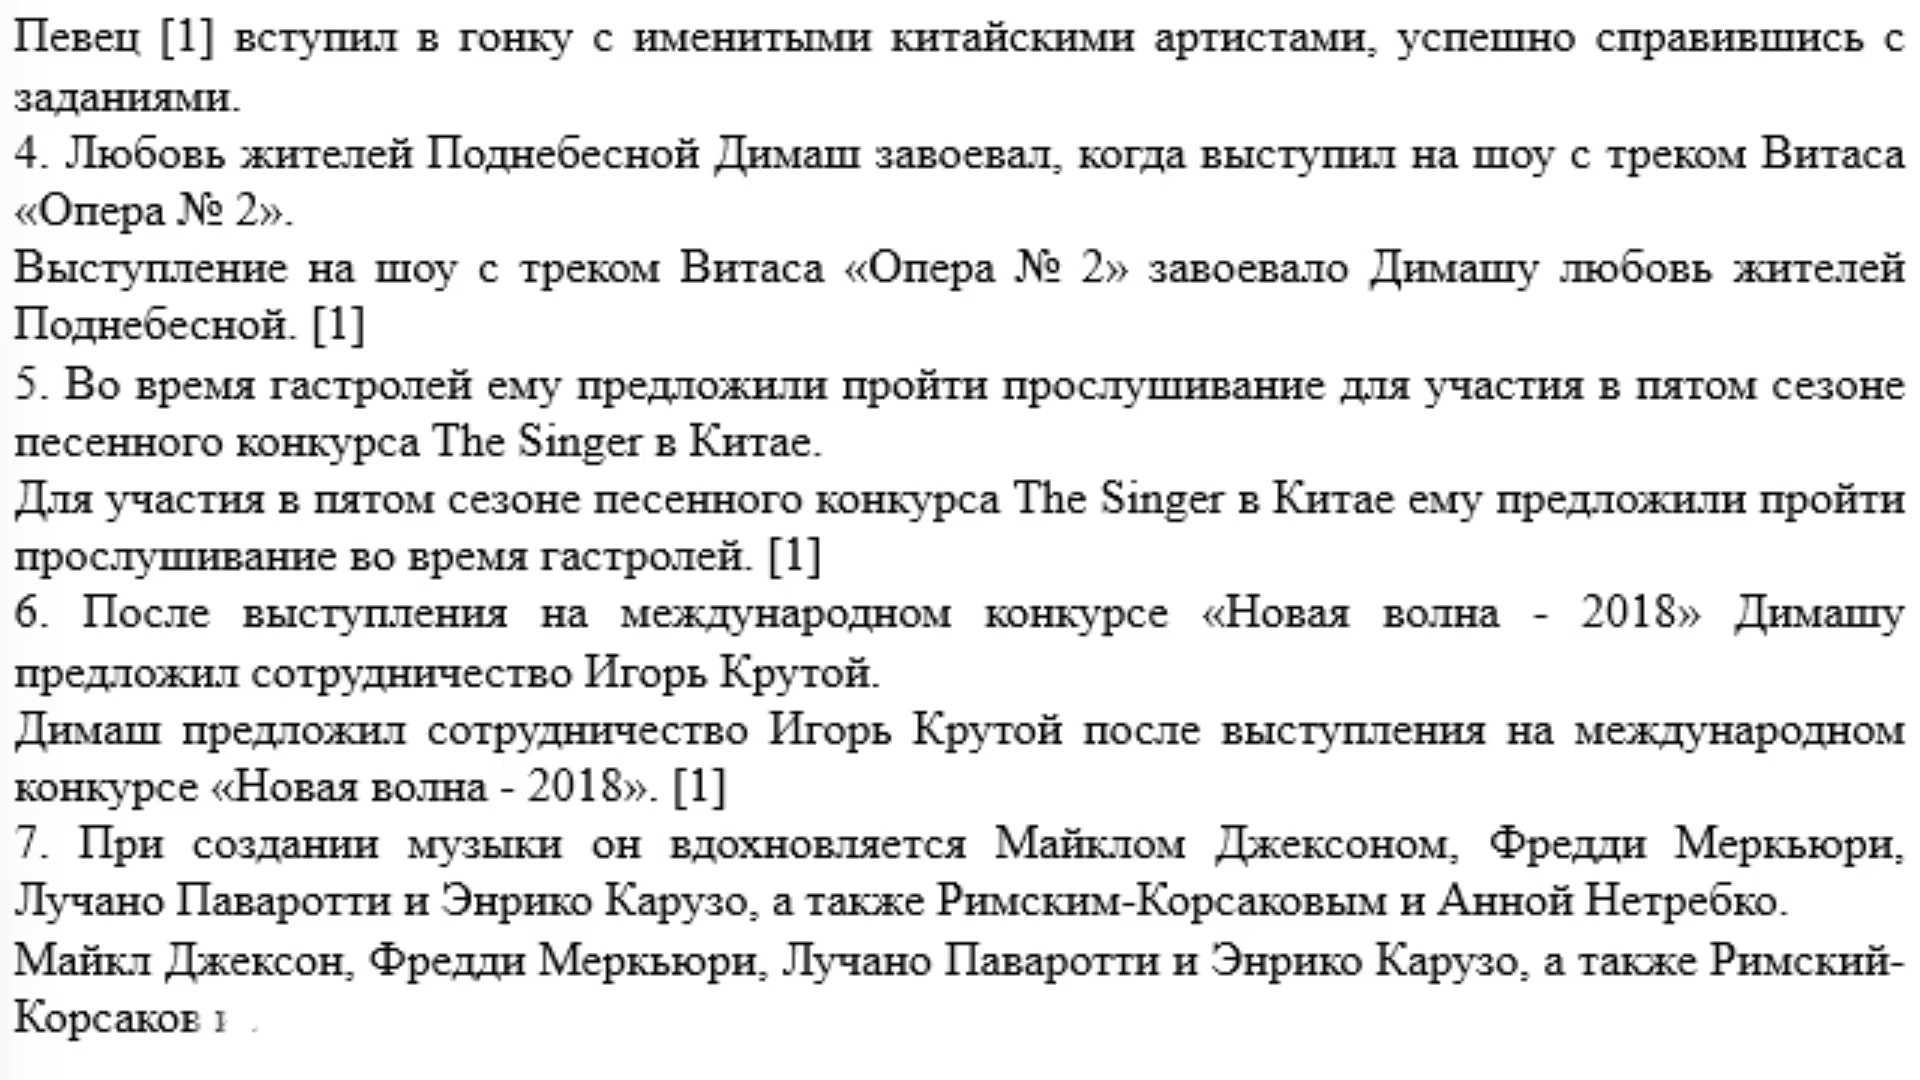 Певец [1] вступил в гонку с именитыми китайскими артистами, успешно справившись с
заданиями.
4. Любовь жителей Поднебесной Димаш завоевал, когда выступил на шоу с треком Витаса
«Опера № 2».
Выступление на шоу с треком Витаса «Опера № 2» завоевало Димашу любовь жителей
Поднебесной. [1]
5. Во время гастролей ему предложили пройти прослушивание для участия в пятом сезоне
песенного конкурса The Singer в Китае.
Для участия в пятом сезоне песенного конкурса The Singer в Китае ему предложили пройти
прослушивание во время гастролей. [1]
6. После выступления на международном конкурсе «Новая волна - 2018» Димашу
предложил сотрудничество Игорь Крутой.
Димаш предложил сотрудничество Игорь Крутой после выступления на международном
конкурсе «Новая волна - 2018». [1]
7. При создании музыки он вдохновляется Майклом Джексоном, Фредди Меркьюри,
Лучано Паваротти и Энрико Карузо, а также Римским-Корсаковым и Анной Нетребко.
Майкл Джексон, Фредди Меркьюри, Лучано Паваротти и Энрико Карузо, а также Римский-
Корсаков